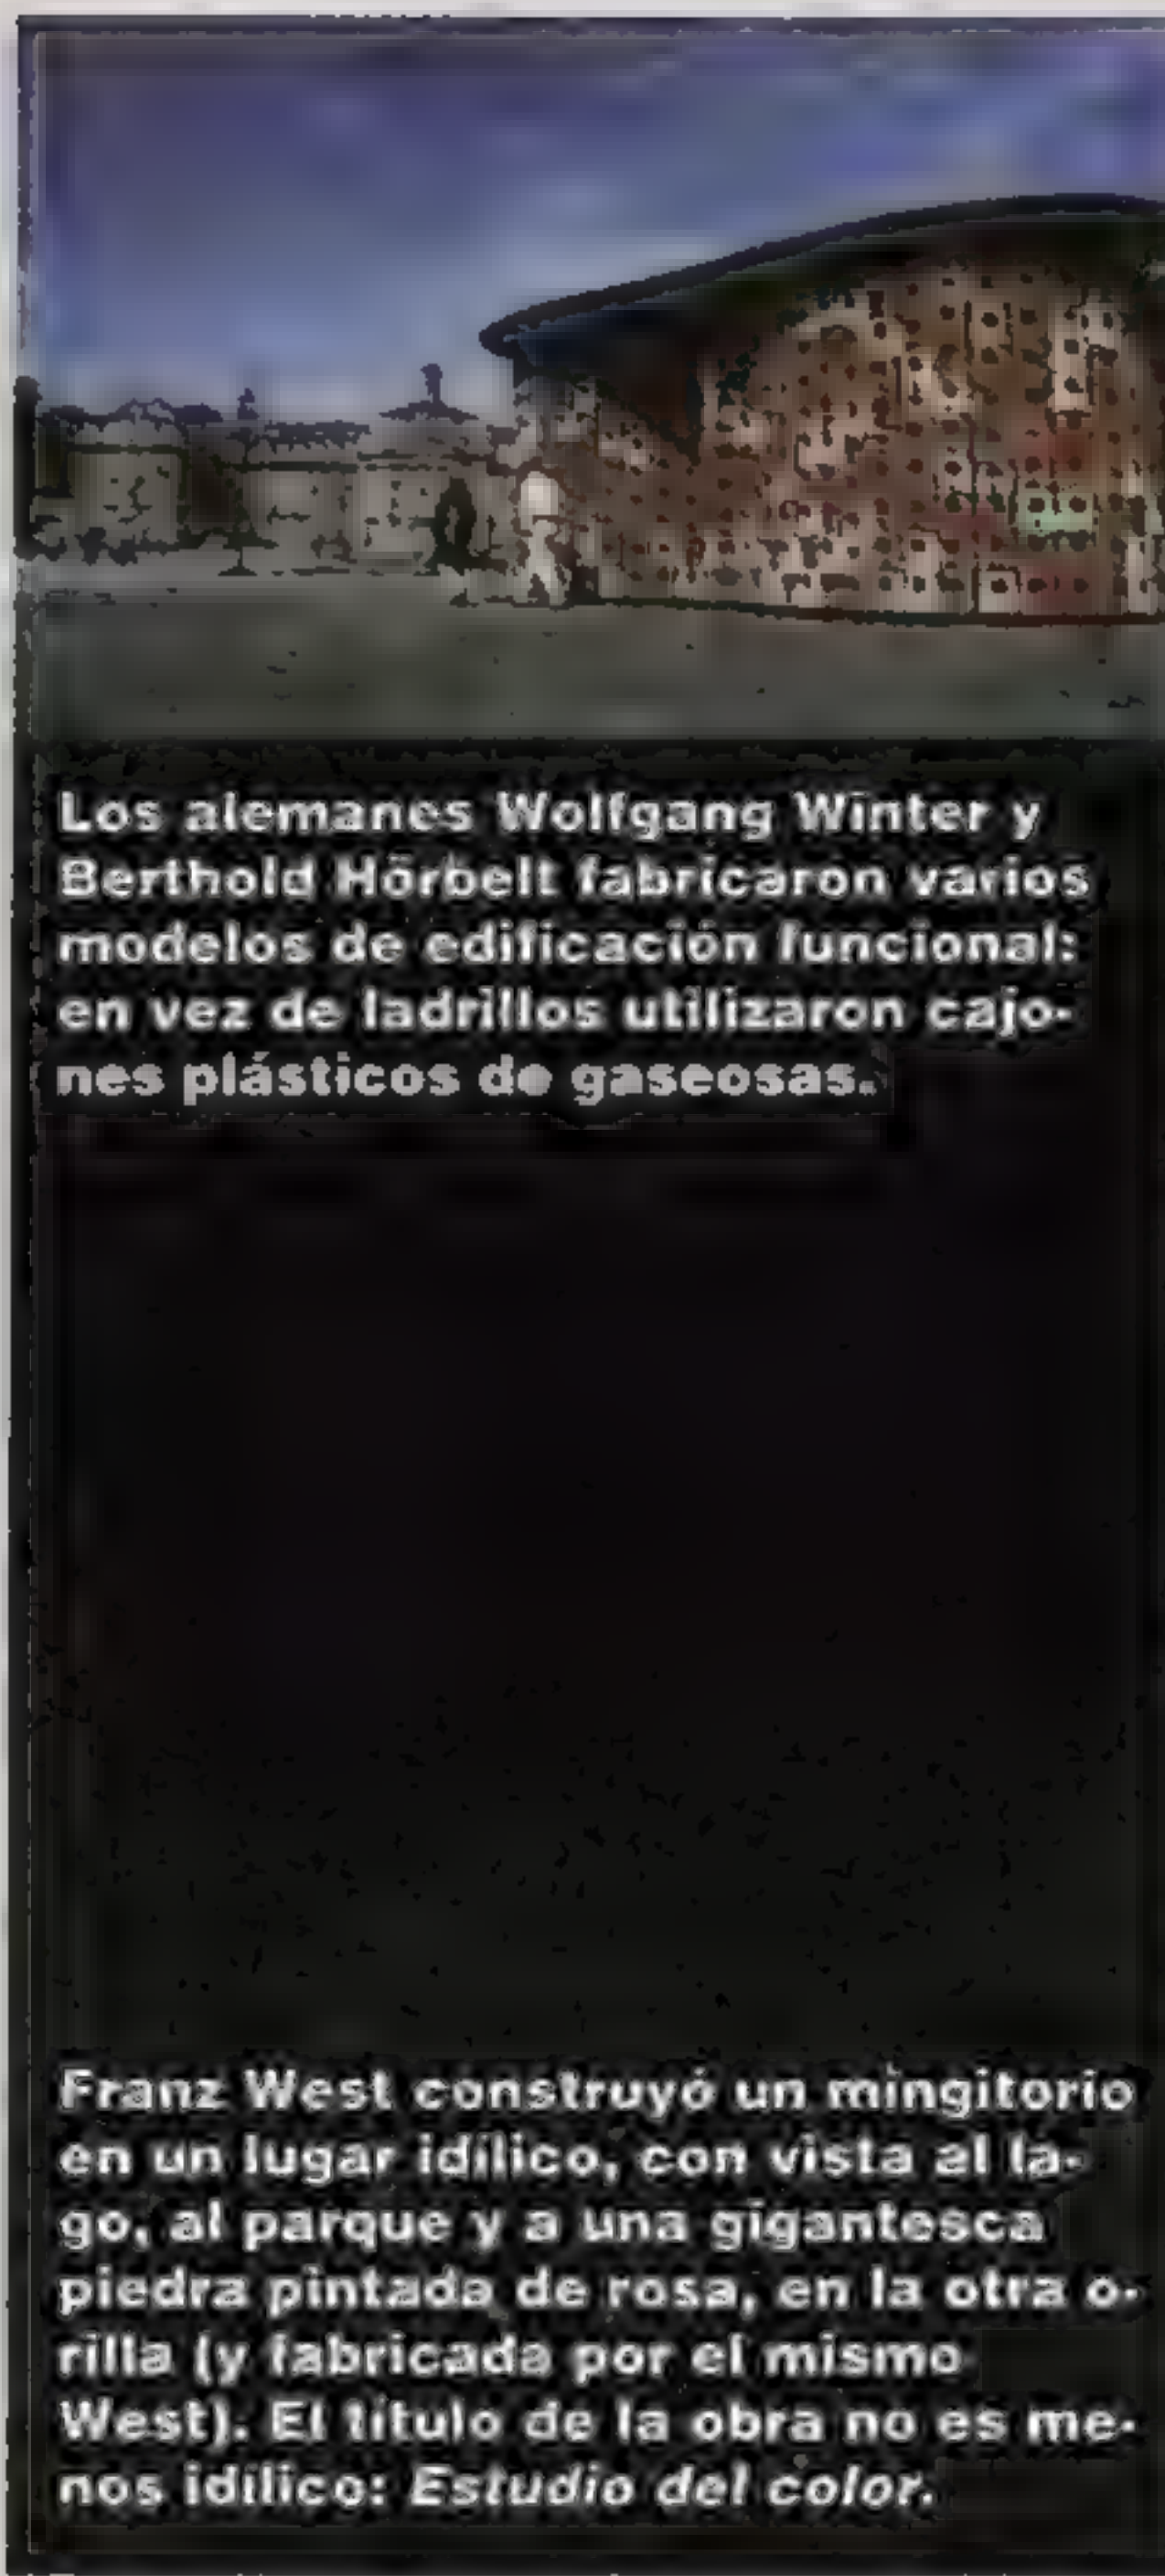 Los alemanes Wolfgang Winter y
Berthold Hörbelt fabricaron varios
modelos de edificación funcional:
en vez de ladrillos utilizaron cajo-
nes plásticos de gaseosas.
Franz West construyó un mingitorio
en un lugar idílico, con vista al la-
go, al parque y a una gigantesca
piedra pintada de rosa, en la otra o-
rilla (y fabricada por el mismo
West). El título de la obra no es me-
nos idílico: Estudio del color.